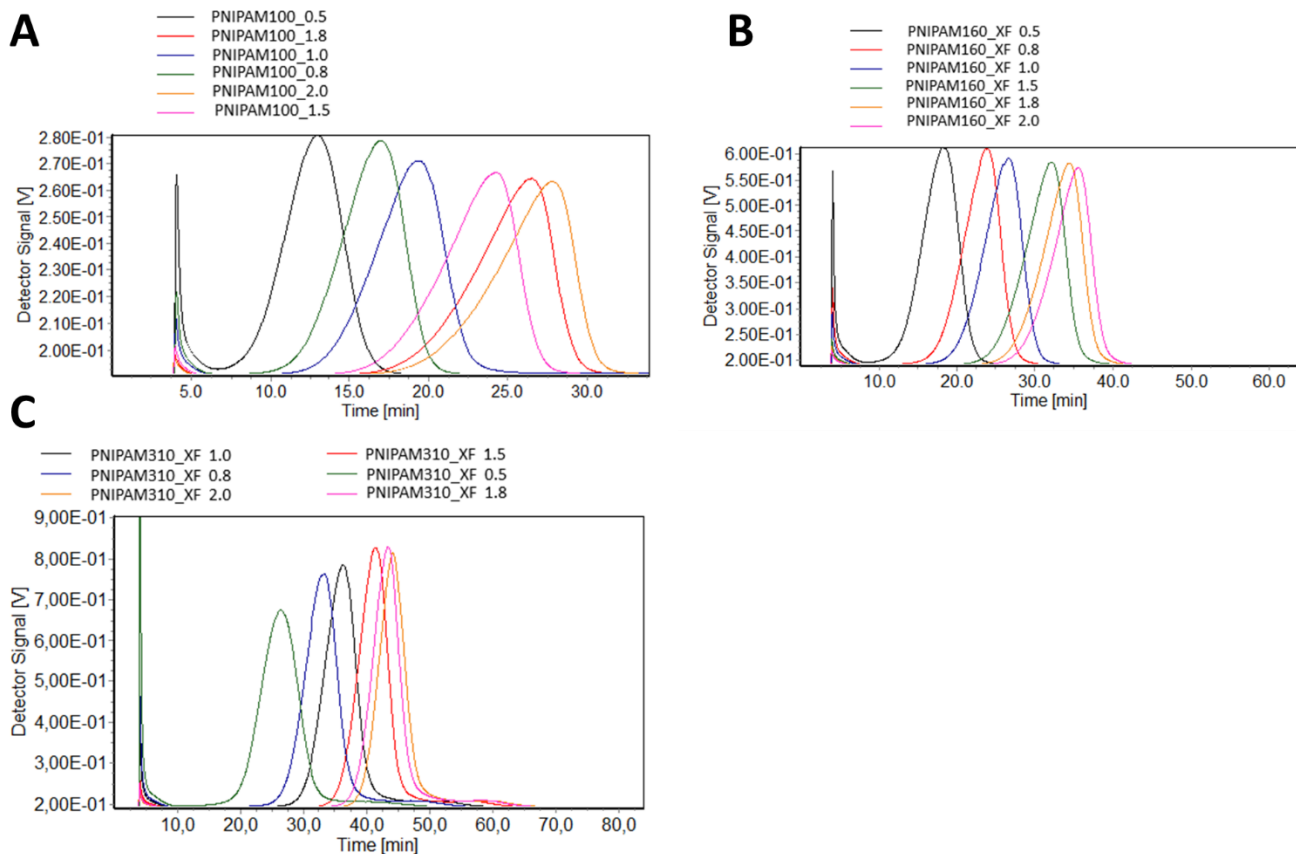 A
PNIPAM100_0.5
PNIPAM100_1.8
PNIPAM100_1.0
PNIPAM100_0.8
PNIPAM100_2.0
PNIPAM100_1.5
2.80E-01
2.70E-01
2.60E-01
2.50E-01
2.40E-01
2.30E-01
2.20E-01
2.10E-01
2.00E-01
Detector Signal [V]
5.0 10.0 15.0 20.0 25.0 30.0
Time [min]
B
PNIPAM160_XF 0.5
PNIPAM160_XF 0.8
PNIPAM160_XF 1.0
PNIPAM160_XF 1.5
PNIPAM160_XF 1.8
PNIPAM160_XF 2.0
6.00E-01
5.50E-01
5.00E-01
4.50E-01
4.00E-01
3.50E-01
3.00E-01
2.50E-01
2.00E-01
Detector Signal [V]
10.0 20.0 30.0 40.0 50.0 60.0
Time [min]
C
PNIPAM310_XF 1.0 PNIPAM310_XF 1.5
PNIPAM310_XF 0.8 PNIPAM310_XF 0.5
PNIPAM310_XF 2.0 PNIPAM310_XF 1.8
9,00E-01
8,00E-01
7,00E-01
6,00E-01
5,00E-01
4,00E-01
3,00E-01
2,00E-01
Detector Signal [V]
10,0 20,0 30,0 40,0 50,0 60,0 70,0 80,0
Time [min]